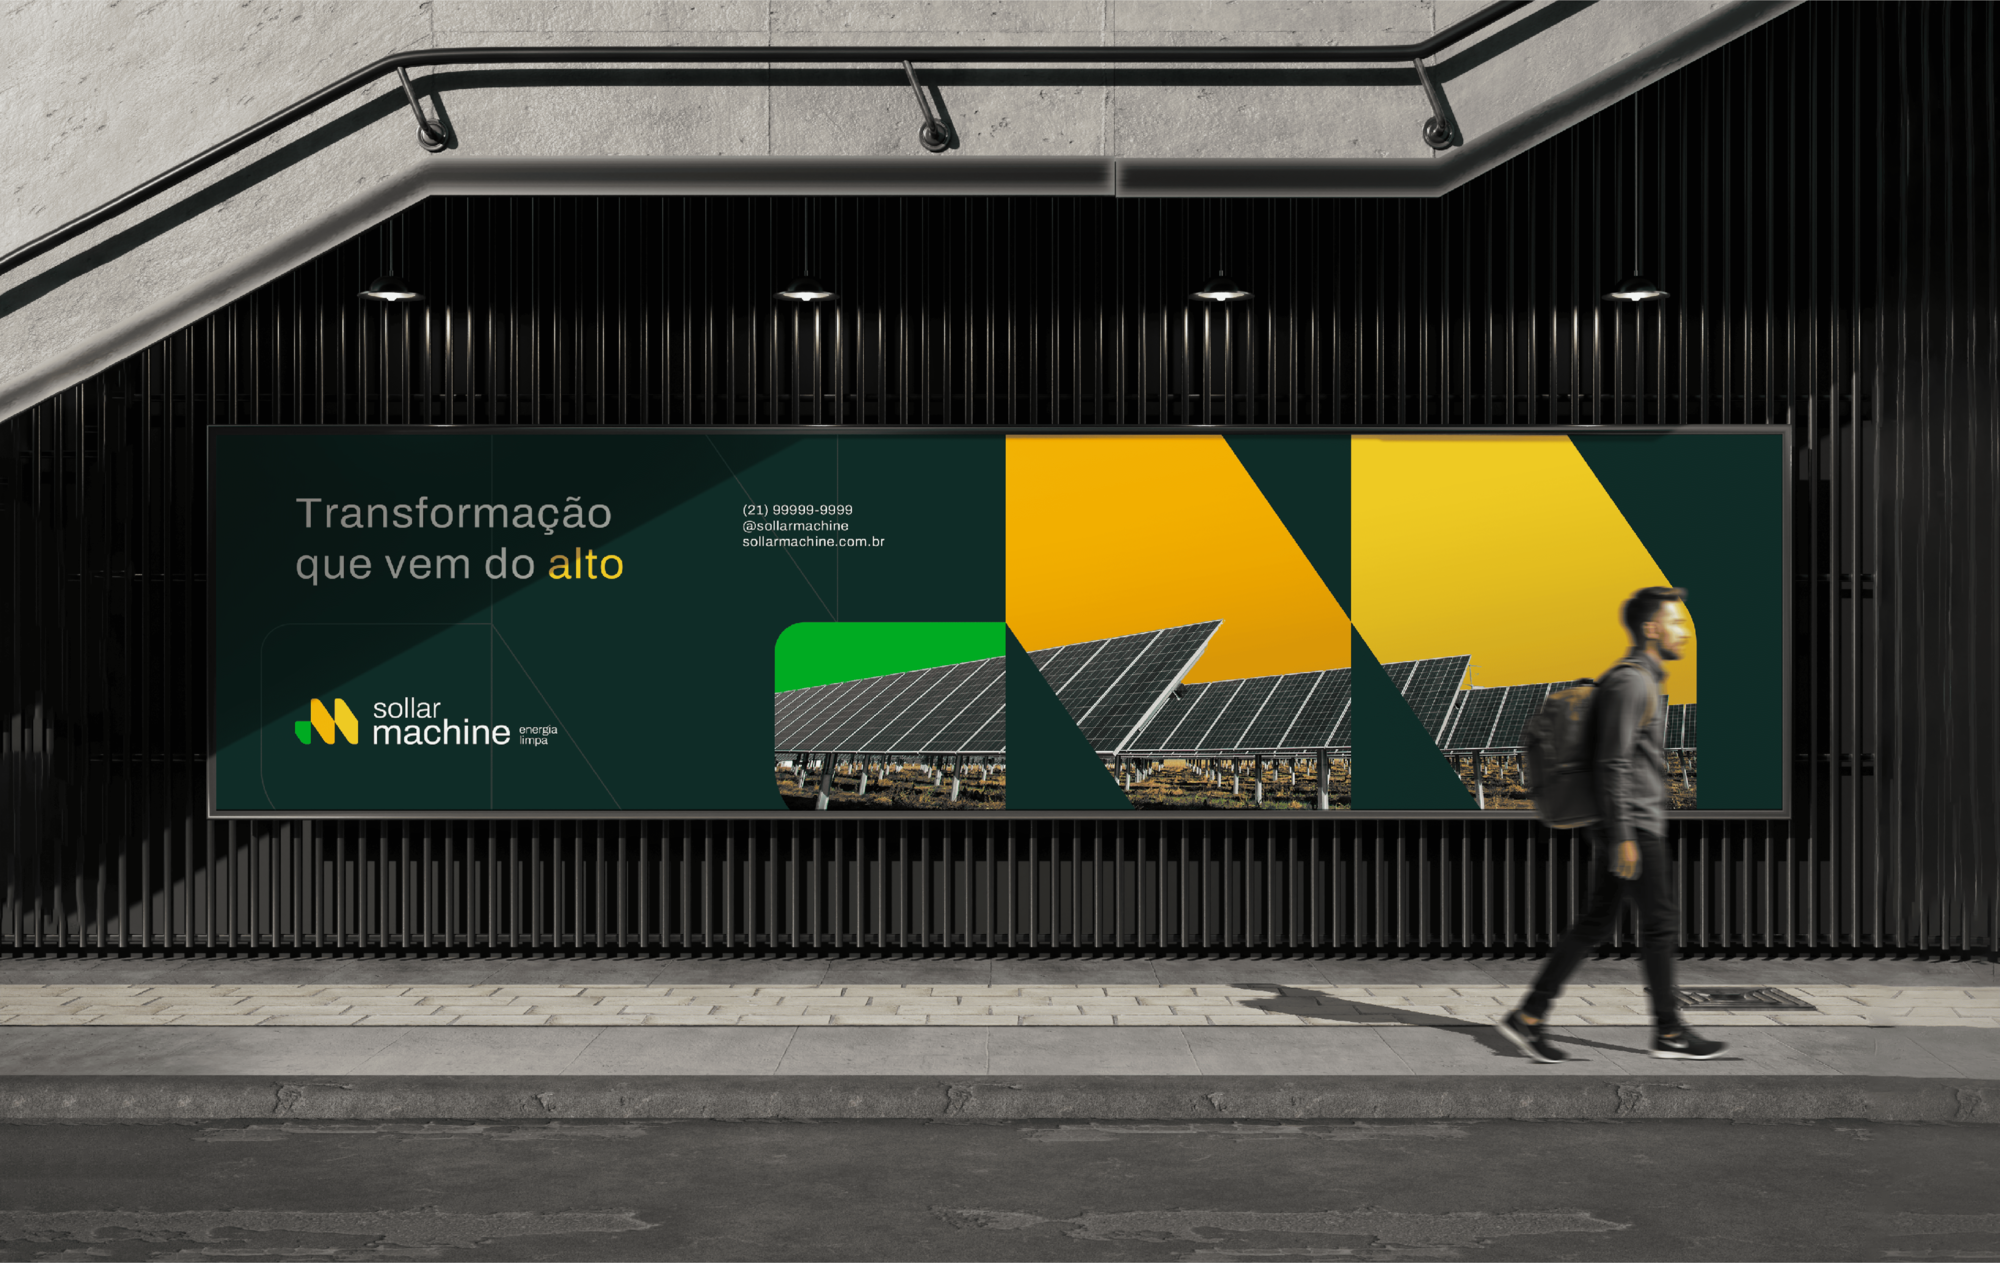 Transformação
que vem do alto
(21) 99999-9999
@sollarmachine
sollarmachine.com.br
sollar
machine
energia
limpa